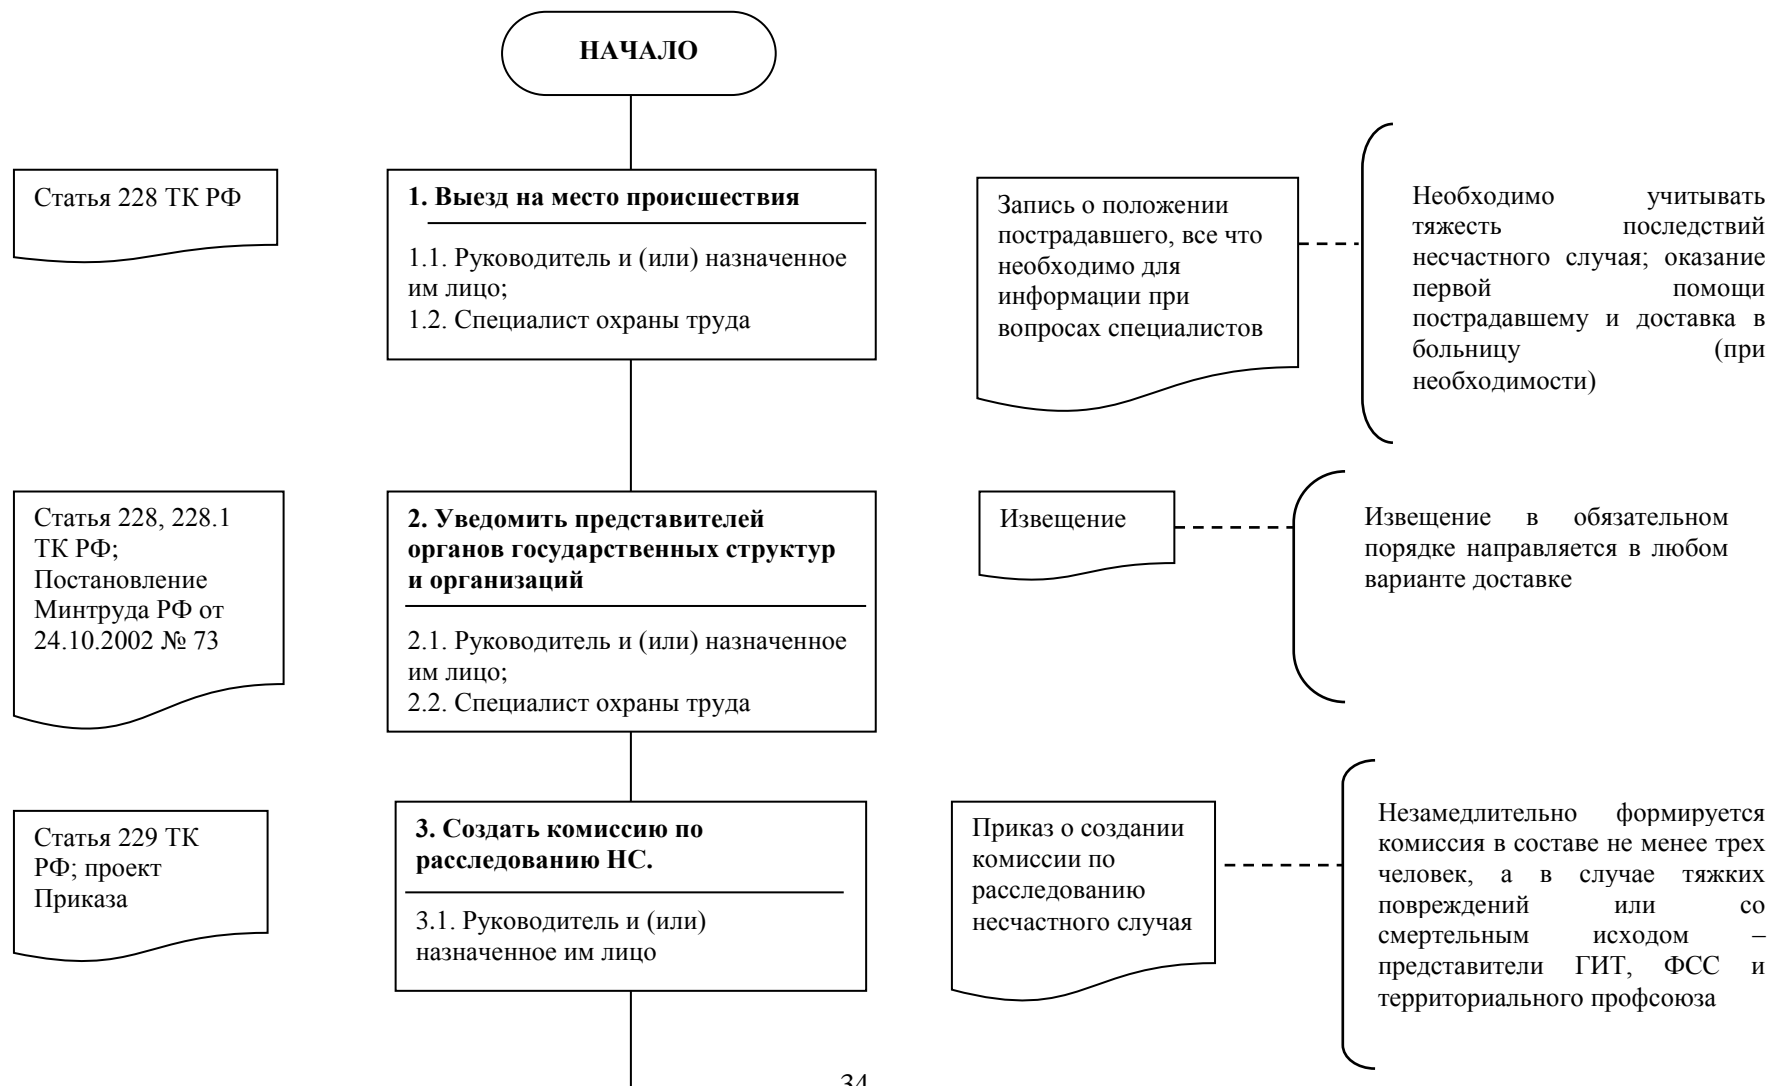 НАЧАЛО
Статья 228 ТК РФ
1. Выезд на место происшествия
1.1. Руководитель и (или) назначенное
им лицо;
1.2. Специалист охраны труда
Запись о положении
пострадавшего, все что
необходимо для
информации при
вопросах специалистов
Необходимо учитывать
тяжесть последствий
несчастного случая; оказание
первой помощи
пострадавшему и доставка в
больницу (при
необходимости)
Статья 228, 228.1
ТК РФ;
Постановление
Минтруда РФ от
24.10.2002 № 73
2. Уведомить представителей
органов государственных структур
и организаций
2.1. Руководитель и (или) назначенное
им лицо;
2.2. Специалист охраны труда
Извещение
Извещение в обязательном
порядке направляется в любом
варианте доставке
Статья 229 ТК
РФ; проект
Приказа
3. Создать комиссию по
расследованию НС.
3.1. Руководитель и (или)
назначенное им лицо
Приказ о создании
комиссии по
расследованию
несчастного случая
Незамедлительно формируется
комиссия в составе не менее трех
человек, а в случае тяжких
повреждений или со
смертельным исходом –
представители ГИТ, ФСС и
территориального профсоюза
34